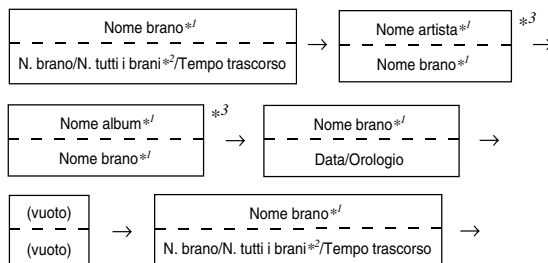 Nome brano*1
N. brano/N. tutti i brani*2/Tempo trascorso
→
Nome artista*1
Nome brano*1
*3
→
Nome album*1
Nome brano*1
*3
→
Nome brano*1
Data/Orologio
→
(vuoto)
(vuoto)
→
Nome brano*1
N. brano/N. tutti i brani*2/Tempo trascorso
→